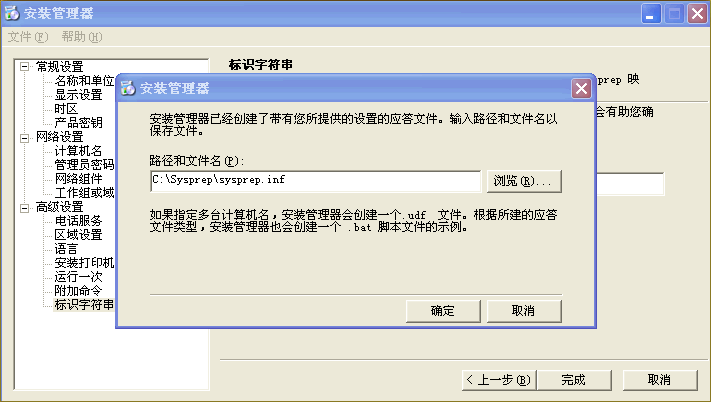 安装管理器
文件(F) 帮助(H)
常规设置
名称和单位
显示设置
时区
产品密钥
网络设置
计算机名
管理员密码
网络组件
工作组或域
高级设置
电话服务
区域设置
语言
安装打印机
运行一次
附加命令
标识字符串
标识字符串
sprep 映
会有助您确
安装管理器
安装管理器已经创建了带有您所提供的设置的应答文件。输入路径和文件名以
保存文件。
路径和文件名(P):
C:\Sysprep\sysprep.inf
浏览(R)...
如果指定多台计算机名,安装管理器会创建一个.udf 文件。根据所建的应答
文件类型,安装管理器也会创建一个 .bat 脚本文件的示例。
确定
取消
< 上一步(B)
完成
取消